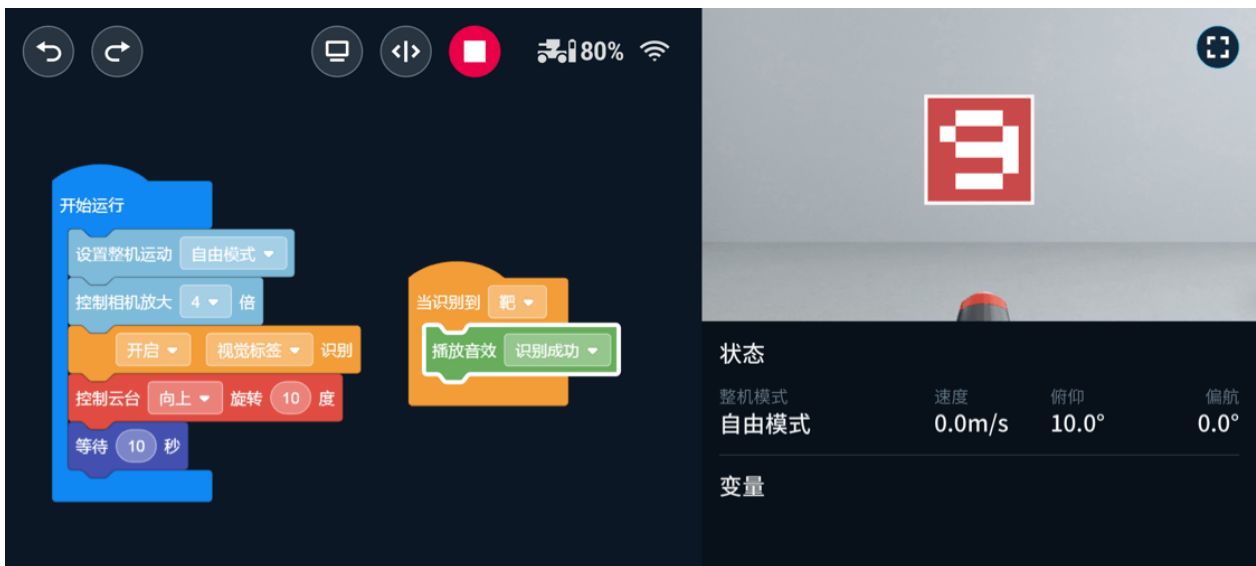 80%
开始运行
设置整机运动 自由模式
控制相机放大 4 倍
开启 视觉标签 识别
控制云台 向上 旋转 10 度
等待 10 秒
当识别到 靶
播放音效 识别成功
9
状态
整机模式 速度 俯仰 偏航
自由模式 0.0m/s 10.0° 0.0°
变量